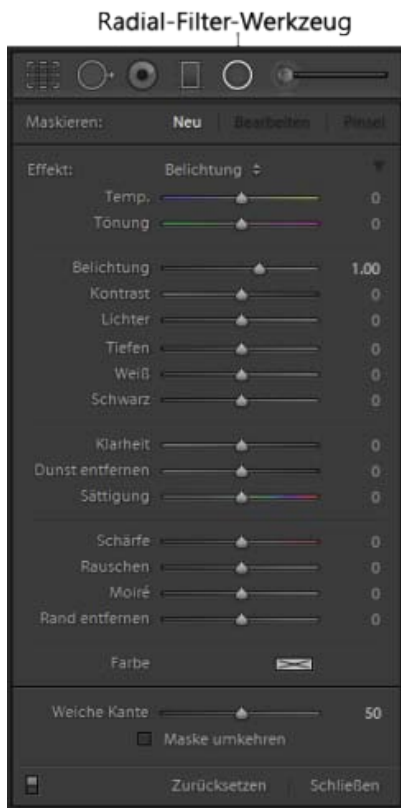 Radial-Filter-Werkzeug
Maskieren: Neu Bearbeiten Pinsel
Effekt: Belichtung
Temp. 0
Tönung 0
Belichtung 1.00
Kontrast 0
Lichter 0
Tiefen 0
Weiß 0
Schwarz 0
Klarheit 0
Dunst entfernen 0
Sättigung 0
Schärfe 0
Rauschen 0
Moiré 0
Rand entfernen 0
Farbe
Weiche Kante 50
Maske umkehren
Zurücksetzen Schließen